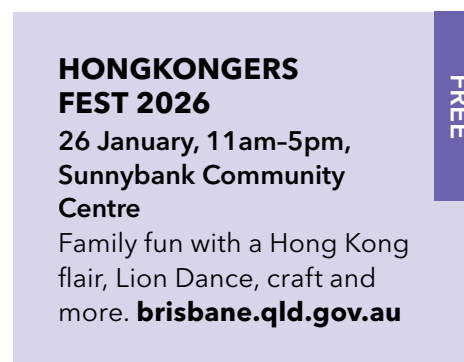 HONGKONGERS
FEST 2026
26 January, 11am–5pm,
Sunnybank Community
Centre
Family fun with a Hong Kong
flair, Lion Dance, craft and
more. brisbane.qld.gov.au
FREE